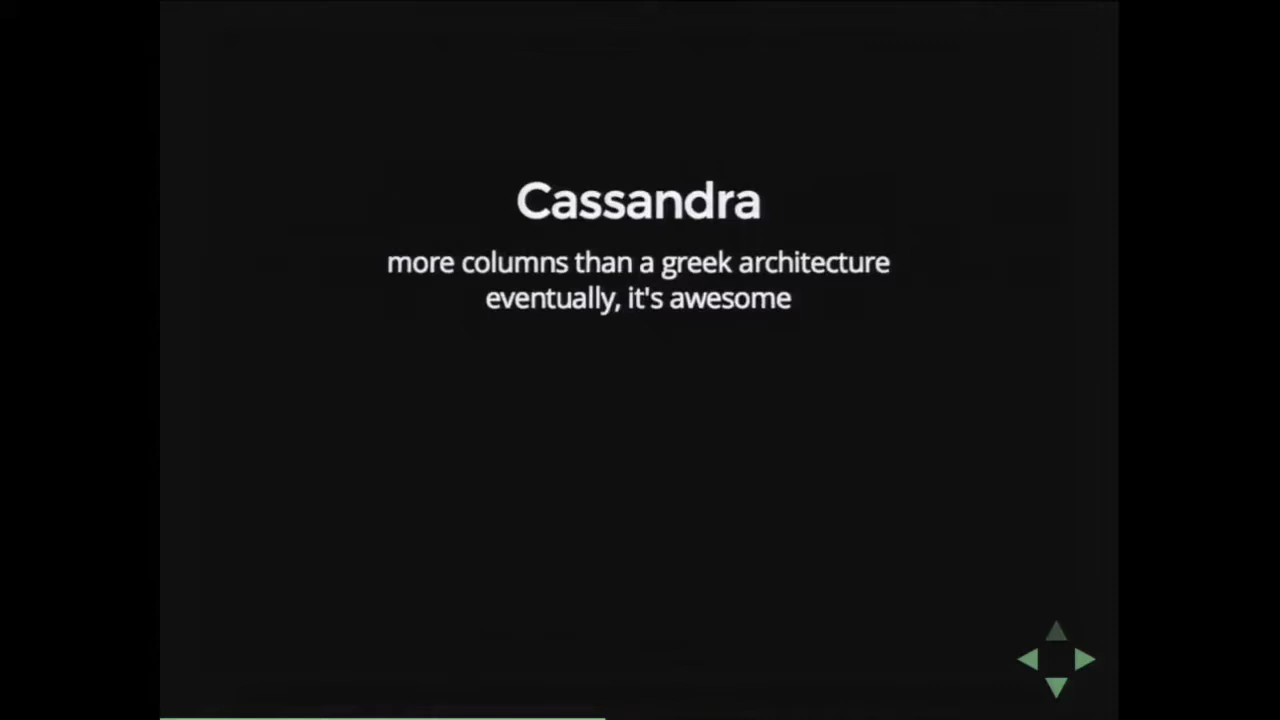 Cassandra
more columns than a greek architecture
eventually, it's awesome